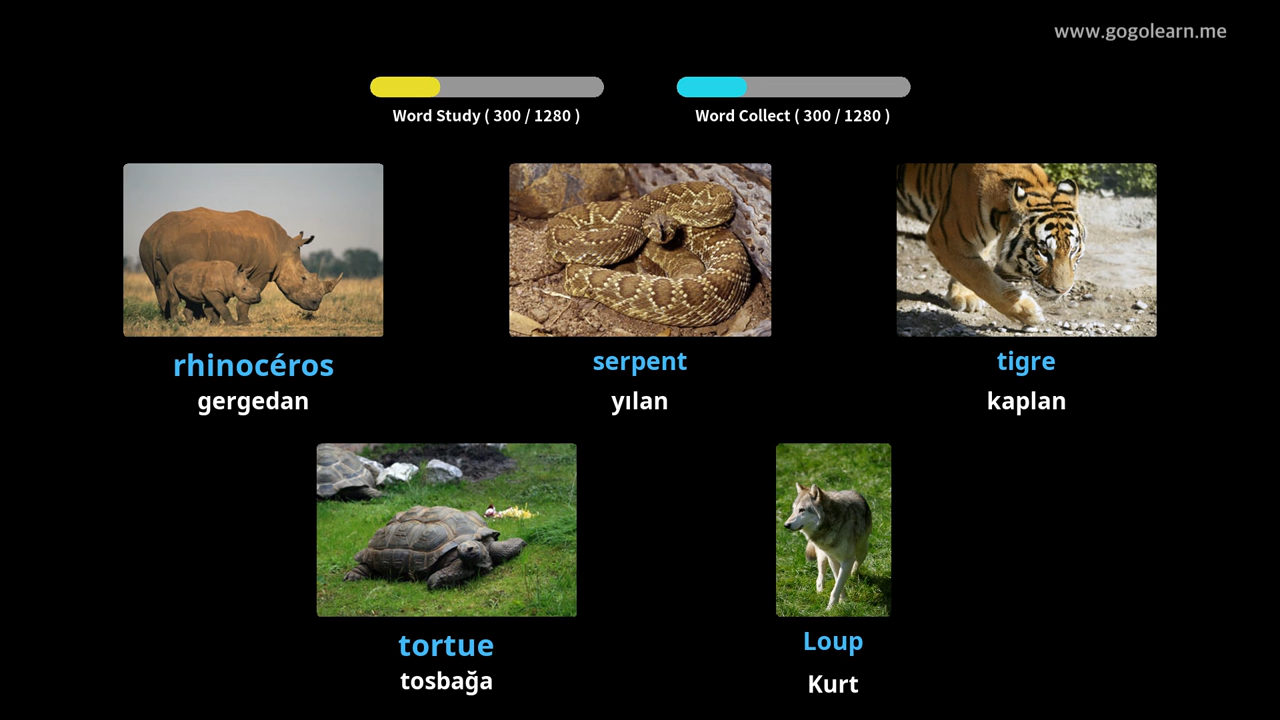 www.gogolearn.me
Word Study ( 300 / 1280 )
Word Collect ( 300 / 1280 )
rhinocéros
gergedan
serpent
yılan
tigre
kaplan
tortue
tosbağa
Loup
Kurt